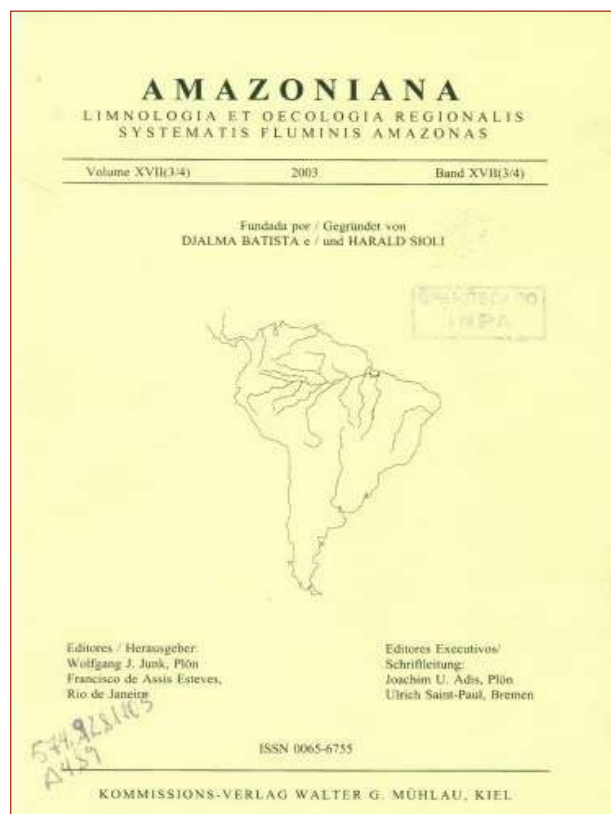 AMAZONIANA
LIMNOLOGIA ET OECOLOGIA REGIONALIS
SYSTEMATIS FLUMINIS AMAZONAS
Volume XVII(3/4) 2003 Band XVII(3/4)
Fundada por / Gegründet von
DJALMA BATISTA e / und HARALD SIOLI
BIBLIOTECA DO
INPA
Editores / Herausgeber:
Wolfgang J. Junk, Plön
Francisco de Assis Esteves,
Rio de Janeiro
Editores Executivos/
Schriftleitung:
Joachim U. Adis, Plön
Ulrich Saint-Paul, Bremen
A459
ISSN 0065-6755
KOMMISSIONS-VERLAG WALTER G. MÜHLAU, KIEL